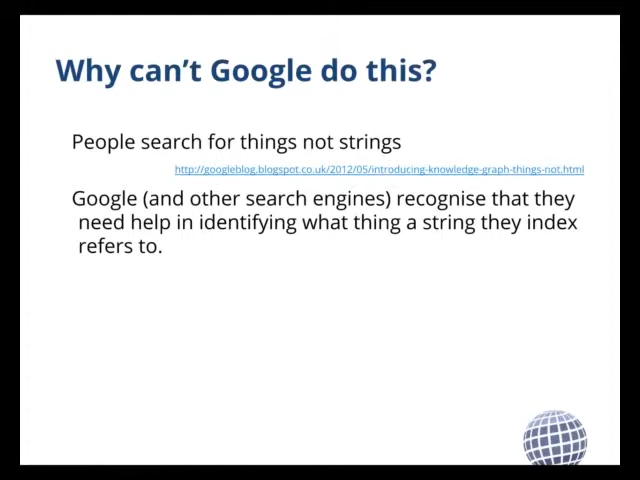 Why can't Google do this?
People search for things not strings
http://googleblog.blogspot.co.uk/2012/05/introducing-knowledge-graph-things-not.html
Google (and other search engines) recognise that they
need help in identifying what thing a string they index
refers to.